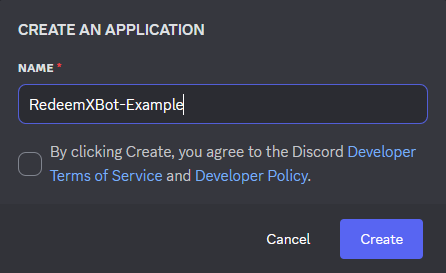 CREATE AN APPLICATION
NAME *
RedeemXBot-Example
By clicking Create, you agree to the Discord Developer
Terms of Service and Developer Policy.
Cancel Create